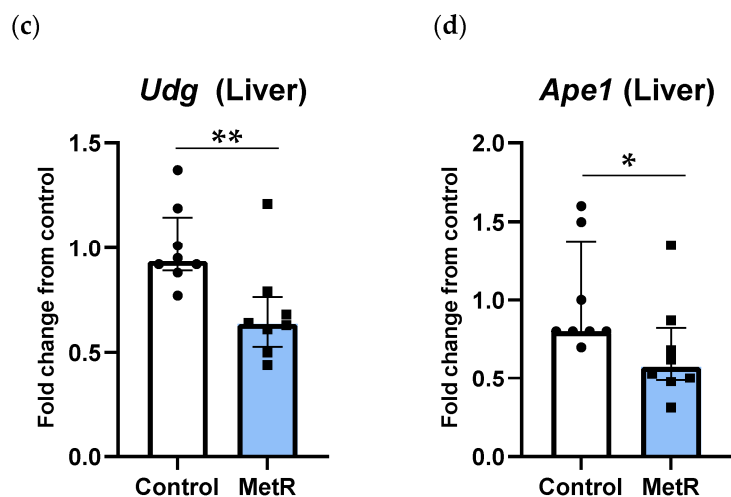 (c)
Udg (Liver)
**
Fold change from control
1.5
1.0
0.5
0.0
Control MetR
(d)
Ape1 (Liver)
*
Fold change from control
2.0
1.5
1.0
0.5
0.0
Control MetR